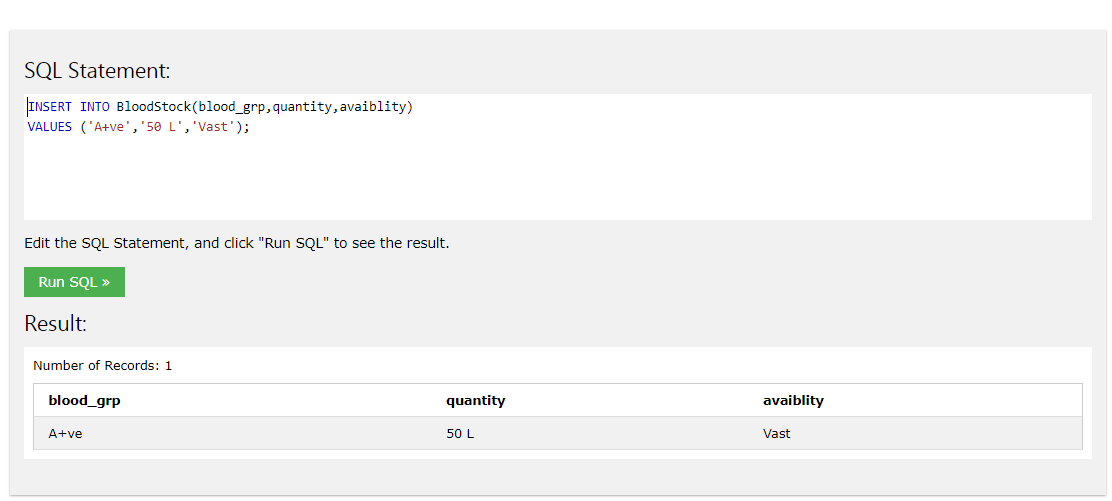 SQL Statement:
INSERT INTO BloodStock(blood_grp,quantity,avaiblity)
VALUES ('A+ve','50 L','Vast');
Edit the SQL Statement, and click "Run SQL" to see the result.
Run SQL »
Result:
Number of Records: 1
blood_grp quantity avaiblity
A+ve 50 L Vast